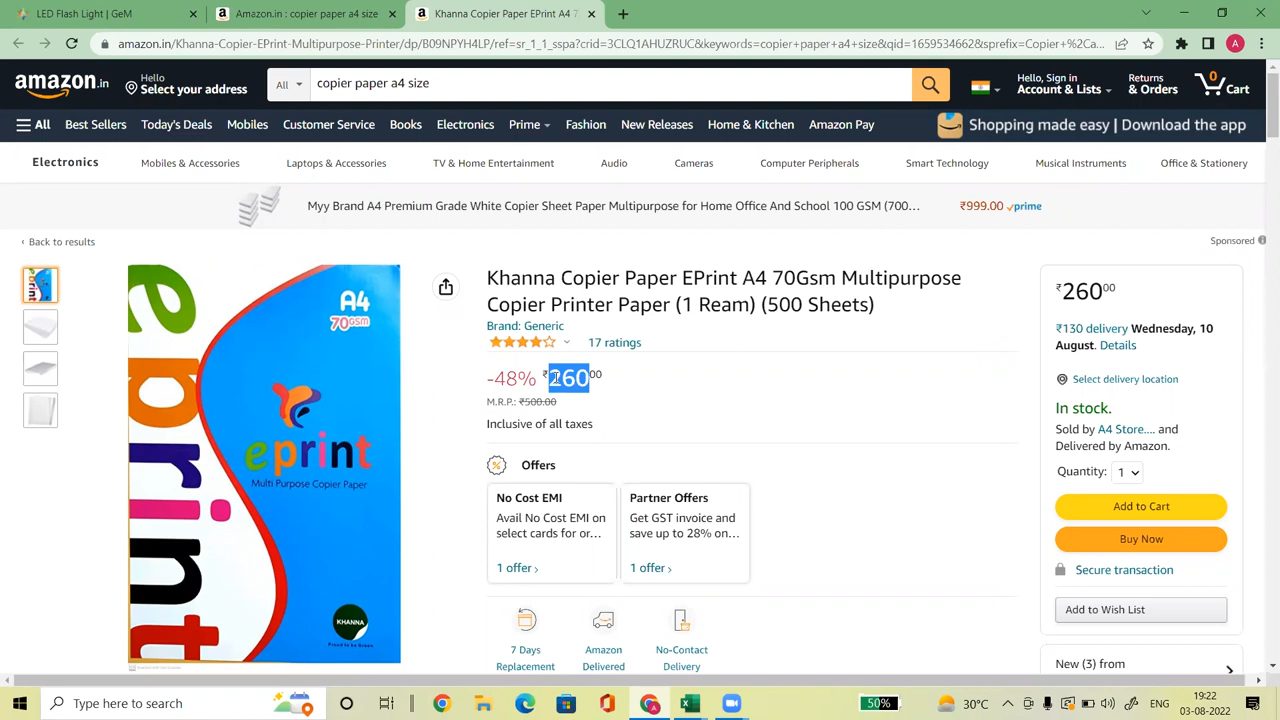 LED Flash Light | GeM
Amazon.in : copier paper a4 size
Khanna Copier Paper EPrint A4 7
amazon.in/Khanna-Copier-EPrint-Multipurpose-Printer/dp/B09NPYH4LP/ref=sr_1_1_sspa?crid=3CLQ1AHUZRUC&keywords=copier+paper+a4+size&qid=1659534662&sprefix=Copier+%2Ca...
A
amazon.in
Hello
Select your address
All
copier paper a4 size
Hello, Sign in
Account & Lists
Returns
& Orders
0
Cart
All
Best Sellers
Today's Deals
Mobiles
Customer Service
Books
Electronics
Prime
Fashion
New Releases
Home & Kitchen
Amazon Pay
Shopping made easy | Download the app
Electronics
Mobiles & Accessories
Laptops & Accessories
TV & Home Entertainment
Audio
Cameras
Computer Peripherals
Smart Technology
Musical Instruments
Office & Stationery
Myy Brand A4 Premium Grade White Copier Sheet Paper Multipurpose for Home Office And School 100 GSM (700...
₹999.00 prime
‹ Back to results
Sponsored
A4
70GSM
eprint
Multi Purpose Copier Paper
KHANNA
Proud to be Green
Khanna Copier Paper EPrint A4 70Gsm Multipurpose
Copier Printer Paper (1 Ream) (500 Sheets)
Brand: Generic
17 ratings
-48% ₹260.00
M.R.P.: ₹500.00
Inclusive of all taxes
Offers
No Cost EMI
Avail No Cost EMI on
select cards for or...
1 offer ›
Partner Offers
Get GST invoice and
save up to 28% on...
1 offer ›
7 Days
Replacement
Amazon
Delivered
No-Contact
Delivery
₹26000
₹130 delivery Wednesday, 10
August. Details
Select delivery location
In stock.
Sold by A4 Store.... and
Delivered by Amazon.
Quantity: 1
Add to Cart
Buy Now
Secure transaction
Add to Wish List
New (3) from
Type here to search
50%
30°C
19:22
03-08-2022